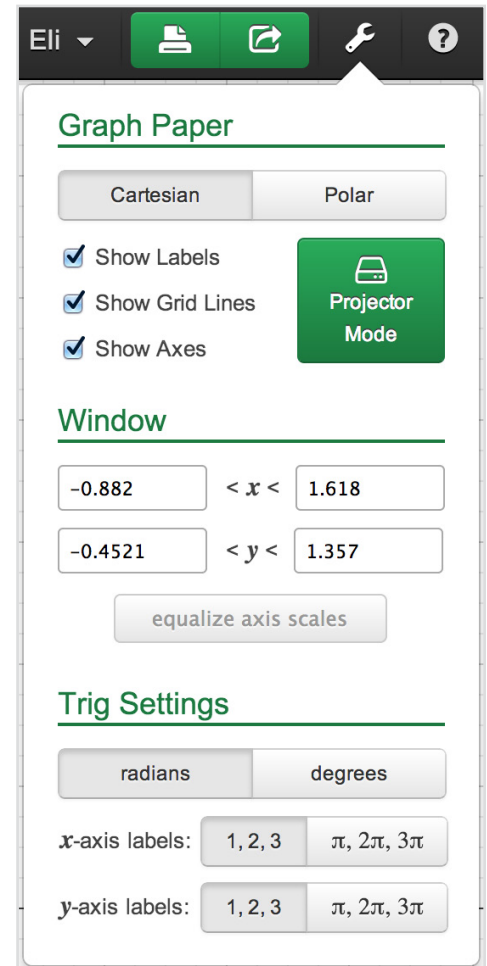 Eli
Graph Paper
Cartesian Polar
Show Labels
Show Grid Lines
Show Axes
Projector
Mode
Window
-0.882 < x < 1.618
-0.4521 < y < 1.357
equalize axis scales
Trig Settings
radians degrees
x-axis labels: 1, 2, 3 π, 2π, 3π
y-axis labels: 1, 2, 3 π, 2π, 3π